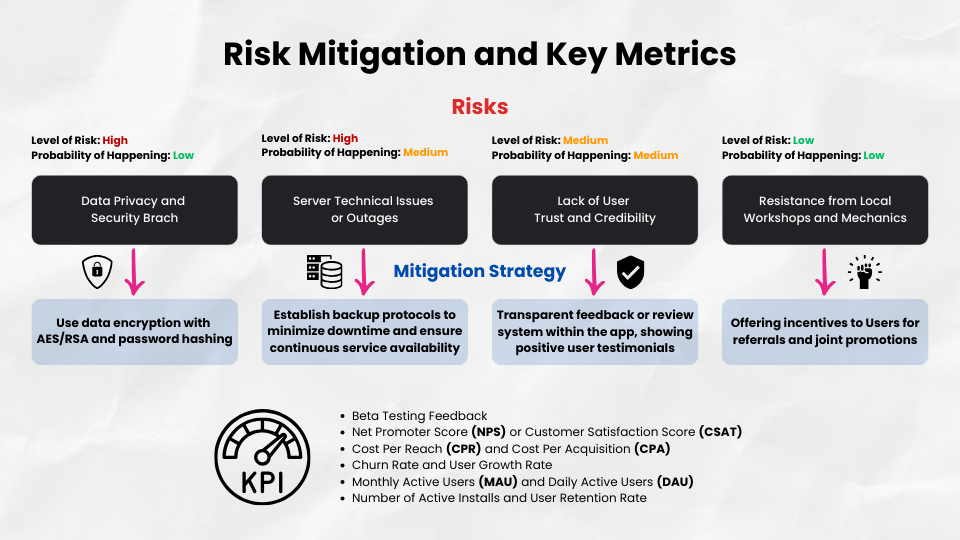 Risk Mitigation and Key Metrics
Risks
Level of Risk: High
Probability of Happening: Low
Level of Risk: High
Probability of Happening: Medium
Level of Risk: Medium
Probability of Happening: Medium
Level of Risk: Low
Probability of Happening: Low
Data Privacy and
Security Brach
Server Technical Issues
or Outages
Lack of User
Trust and Credibility
Resistance from Local
Workshops and Mechanics
Mitigation Strategy
Use data encryption with
AES/RSA and password hashing
Establish backup protocols to
minimize downtime and ensure
continuous service availability
Transparent feedback or review
system within the app, showing
positive user testimonials
Offering incentives to Users for
referrals and joint promotions
KPI
• Beta Testing Feedback
• Net Promoter Score (NPS) or Customer Satisfaction Score (CSAT)
• Cost Per Reach (CPR) and Cost Per Acquisition (CPA)
• Churn Rate and User Growth Rate
• Monthly Active Users (MAU) and Daily Active Users (DAU)
• Number of Active Installs and User Retention Rate